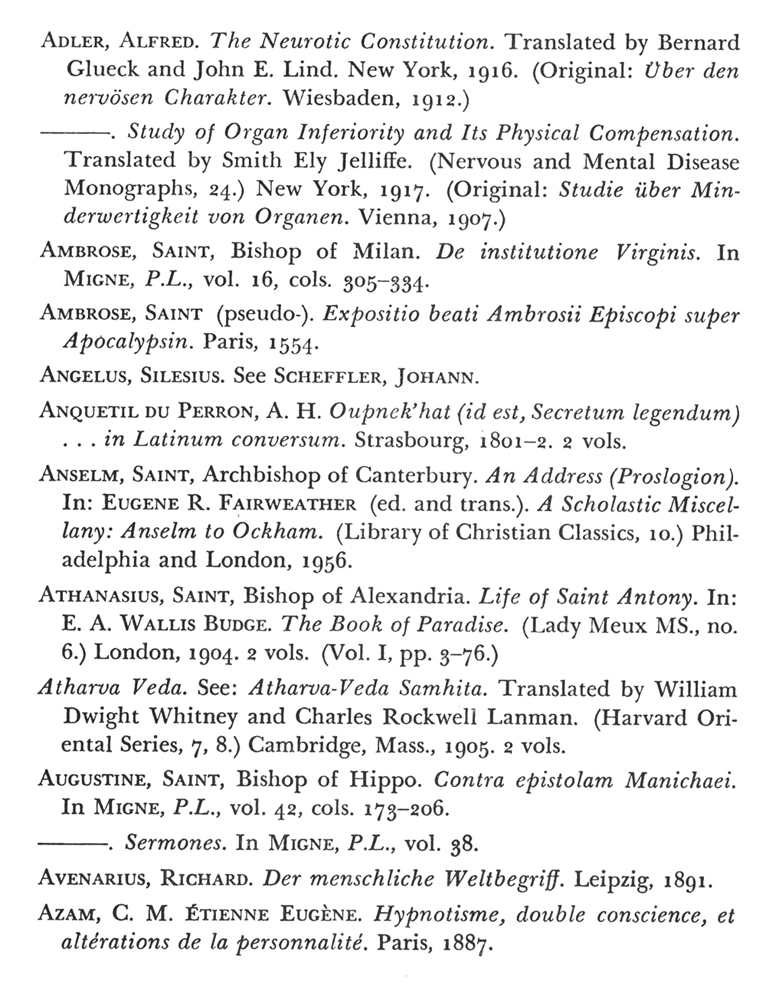 ADLER, ALFRED. The Neurotic Constitution. Translated by Bernard
Glueck and John E. Lind. New York, 1916. (Original: Über den
nervösen Charakter. Wiesbaden, 1912.)
———. Study of Organ Inferiority and Its Physical Compensation.
Translated by Smith Ely Jelliffe. (Nervous and Mental Disease
Monographs, 24.) New York, 1917. (Original: Studie über Min-
derwertigkeit von Organen. Vienna, 1907.)
AMBROSE, SAINT, Bishop of Milan. De institutione Virginis. In
MIGNE, P.L., vol. 16, cols. 305–334.
AMBROSE, SAINT (pseudo-). Expositio beati Ambrosii Episcopi super
Apocalypsin. Paris, 1554.
ANGELUS, SILESIUS. See SCHEFFLER, JOHANN.
ANQUETIL DU PERRON, A. H. Oupnek'hat (id est, Secretum legendum)
. . . in Latinum conversum. Strasbourg, 1801–2. 2 vols.
ANSELM, SAINT, Archbishop of Canterbury. An Address (Proslogion).
In: EUGENE R. FAIRWEATHER (ed. and trans.). A Scholastic Miscel-
lany: Anselm to Ockham. (Library of Christian Classics, 10.) Phil-
adelphia and London, 1956.
ATHANASIUS, SAINT, Bishop of Alexandria. Life of Saint Antony. In:
E. A. WALLIS BUDGE. The Book of Paradise. (Lady Meux MS., no.
6.) London, 1904. 2 vols. (Vol. I, pp. 3–76.)
Atharva Veda. See: Atharva-Veda Samhita. Translated by William
Dwight Whitney and Charles Rockwell Lanman. (Harvard Ori-
ental Series, 7, 8.) Cambridge, Mass., 1905. 2 vols.
AUGUSTINE, SAINT, Bishop of Hippo. Contra epistolam Manichaei.
In MIGNE, P.L., vol. 42, cols. 173–206.
———. Sermones. In MIGNE, P.L., vol. 38.
AVENARIUS, RICHARD. Der menschliche Weltbegriff. Leipzig, 1891.
AZAM, C. M. ÉTIENNE EUGÈNE. Hypnotisme, double conscience, et
altérations de la personnalité. Paris, 1887.